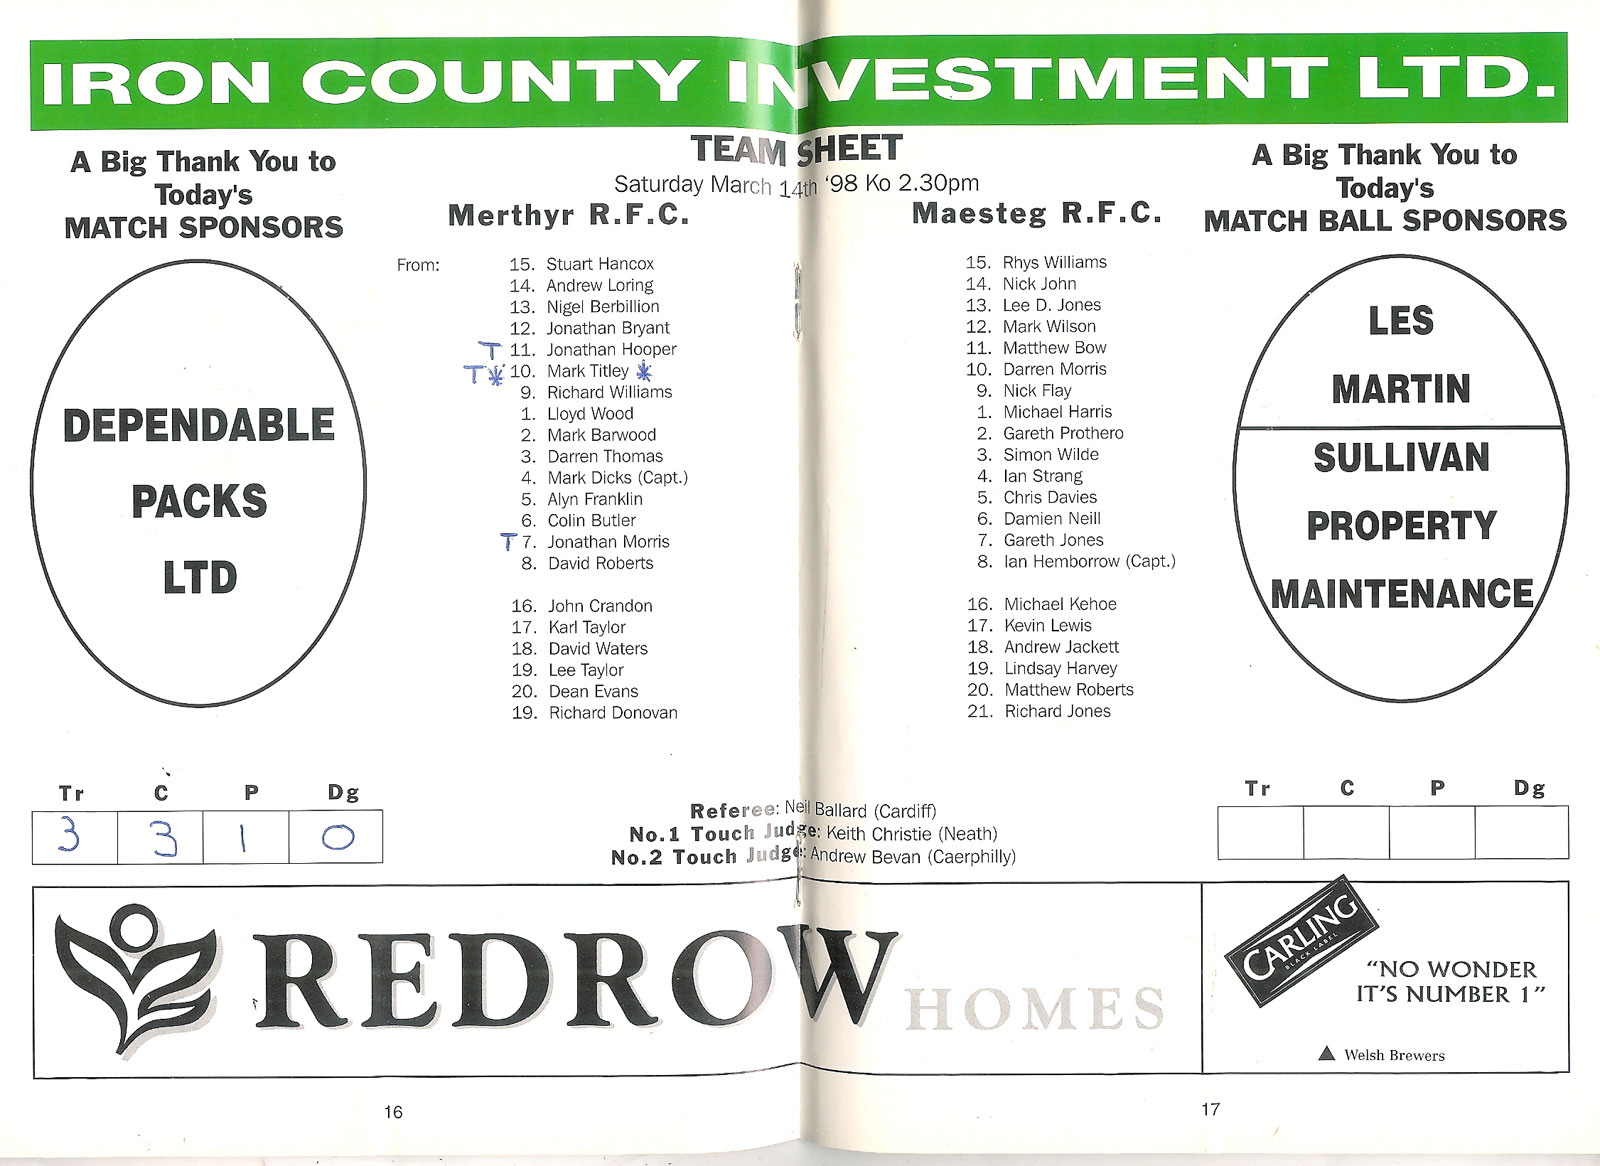 IRON COUNTY INVESTMENT LTD.
TEAM SHEET
Saturday March 14th '98 Ko 2.30pm
A Big Thank You to
Today's
MATCH SPONSORS
DEPENDABLE
PACKS
LTD
Merthyr R.F.C.
From:
15. Stuart Hancox
14. Andrew Loring
13. Nigel Berbillion
12. Jonathan Bryant
T 11. Jonathan Hooper
T * 10. Mark Titley *
9. Richard Williams
1. Lloyd Wood
2. Mark Barwood
3. Darren Thomas
4. Mark Dicks (Capt.)
5. Alyn Franklin
6. Colin Butler
T 7. Jonathan Morris
8. David Roberts
16. John Crandon
17. Karl Taylor
18. David Waters
19. Lee Taylor
20. Dean Evans
19. Richard Donovan
Maesteg R.F.C.
15. Rhys Williams
14. Nick John
13. Lee D. Jones
12. Mark Wilson
11. Matthew Bow
10. Darren Morris
9. Nick Flay
1. Michael Harris
2. Gareth Prothero
3. Simon Wilde
4. Ian Strang
5. Chris Davies
6. Damien Neill
7. Gareth Jones
8. Ian Hemborrow (Capt.)
16. Michael Kehoe
17. Kevin Lewis
18. Andrew Jackett
19. Lindsay Harvey
20. Matthew Roberts
21. Richard Jones
A Big Thank You to
Today's
MATCH BALL SPONSORS
LES
MARTIN
SULLIVAN
PROPERTY
MAINTENANCE
Tr C P Dg
3 3 1 0
Referee: Neil Ballard (Cardiff)
No.1 Touch Judge: Keith Christie (Neath)
No.2 Touch Judge: Andrew Bevan (Caerphilly)
Tr C P Dg
REDROW HOMES
CARLING
BLACK LABEL
"NO WONDER
IT'S NUMBER 1"
Welsh Brewers
16
17